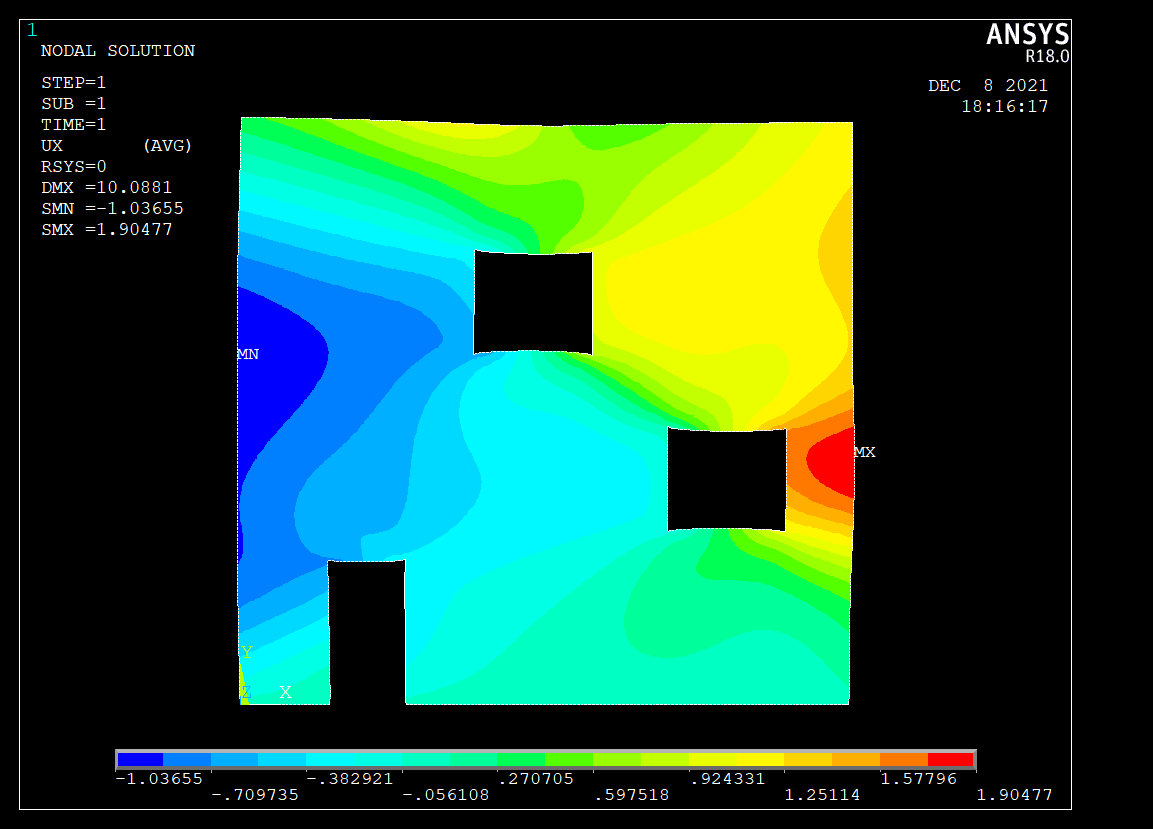 1
ANSYS
R18.0
NODAL SOLUTION
DEC  8 2021
18:16:17
STEP=1
SUB =1
TIME=1
UX       (AVG)
RSYS=0
DMX =10.0881
SMN =-1.03655
SMX =1.90477
MN
MX
Y
Z X
-1.03655 -.382921 .270705 .924331 1.57796
-.709735 -.056108 .597518 1.25114 1.90477